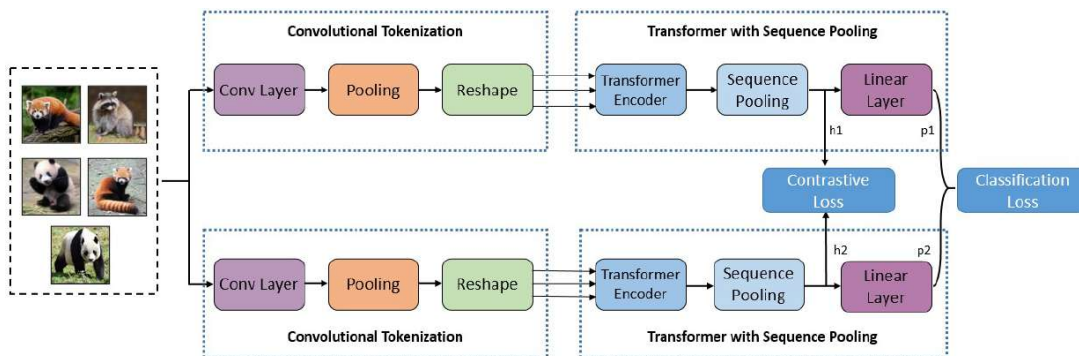 Convolutional Tokenization
Transformer with Sequence Pooling
Conv Layer
Pooling
Reshape
Transformer
Encoder
Sequence
Pooling
Linear
Layer
h1
p1
Contrastive
Loss
Classification
Loss
h2
p2
Conv Layer
Pooling
Reshape
Transformer
Encoder
Sequence
Pooling
Linear
Layer
Convolutional Tokenization
Transformer with Sequence Pooling